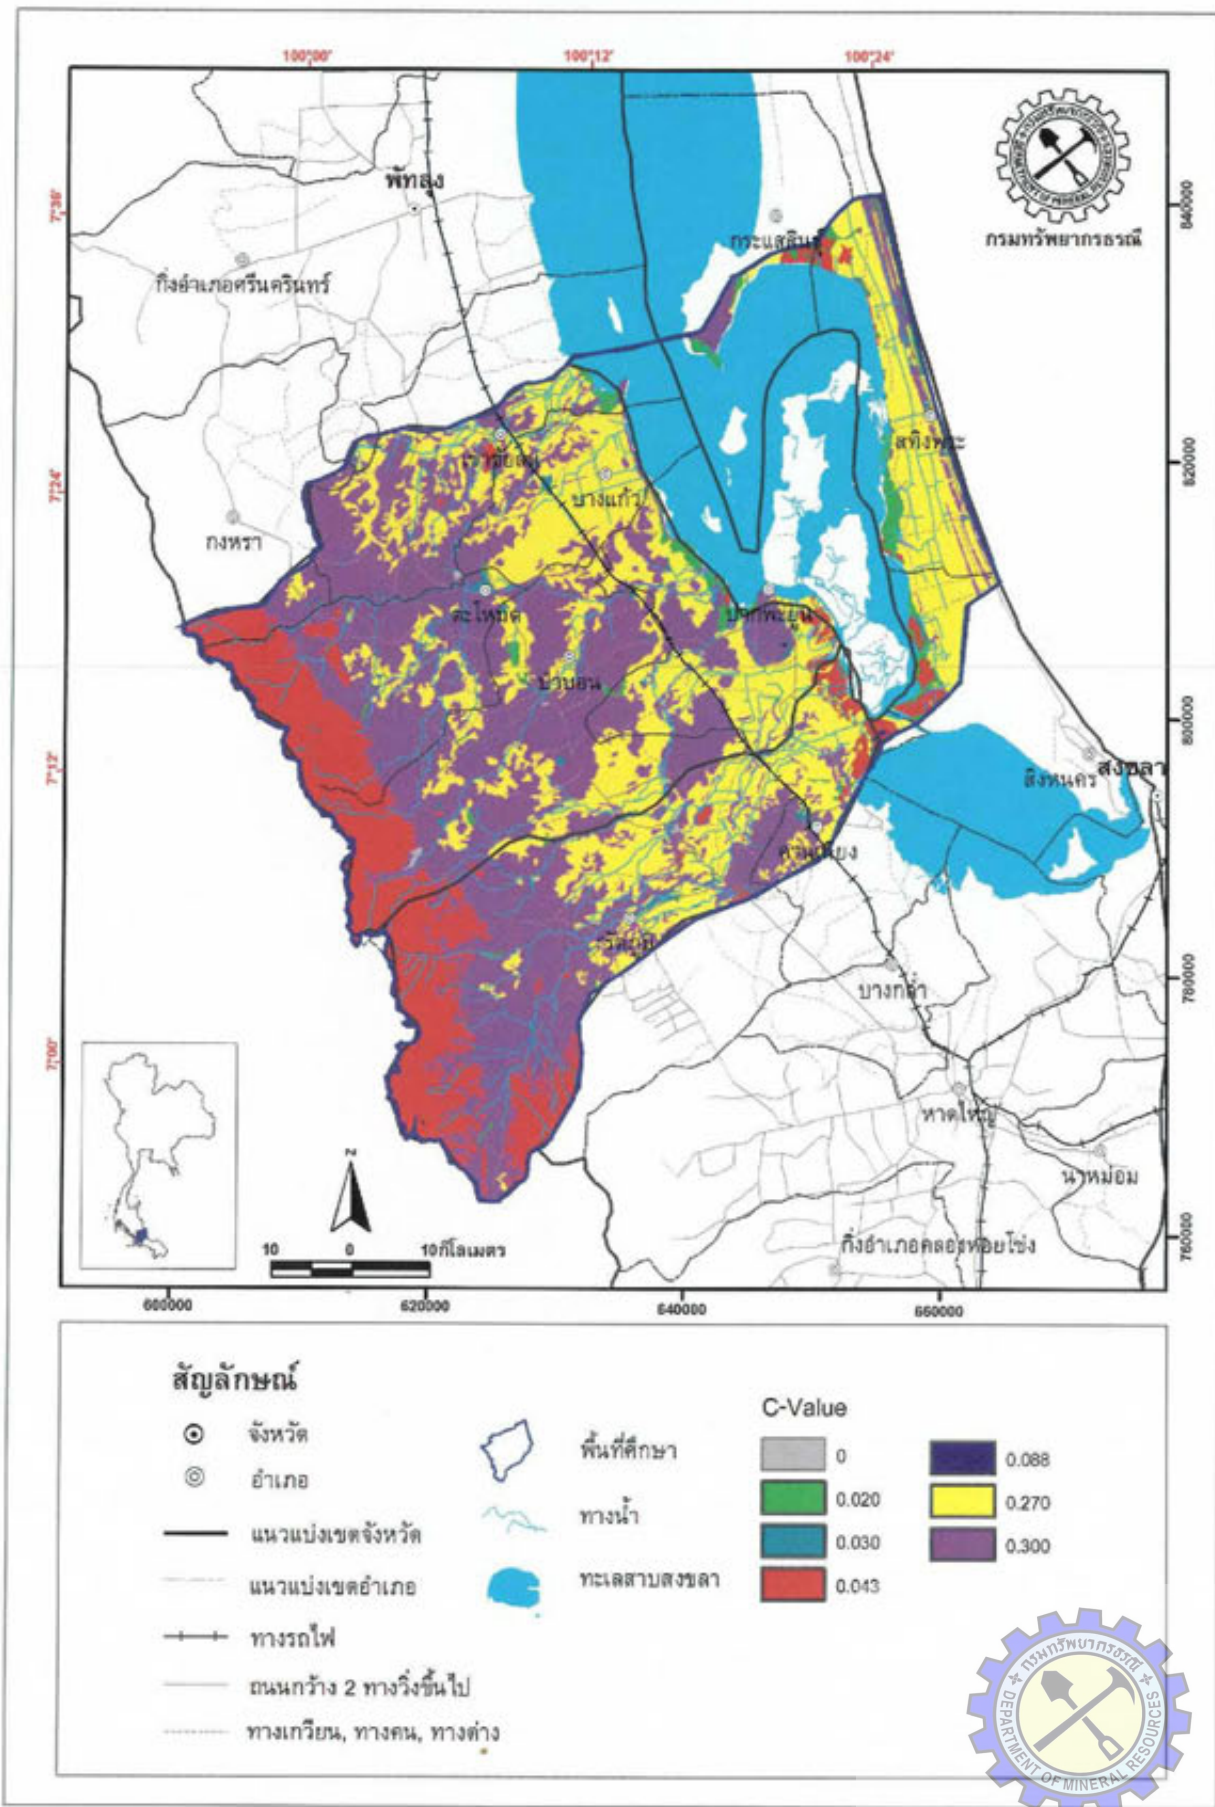 100°00' 100°12' 100°24'
กรมทรัพยากรธรณี
พัทลุง
7°36'
840000
กระแสสินธุ์
กิ่งอำเภอศรีนครินทร์
สทิงพระ
เขาชัยสน
620000
7°24'
บางแก้ว
กงหรา
ตะโหมด
ปากพะยูน
ป่าบอน
800000
7°12'
สิงหนคร
สงขลา
ควนเนียง
รัตภูมิ
บางกล่ำ
780000
7°00'
หาดใหญ่
นาหม่อม
N
กิ่งอำเภอคลองหอยโข่ง
760000
10 0 10กิโลเมตร
600000 620000 640000 660000
สัญลักษณ์
จังหวัด
อำเภอ
แนวแบ่งเขตจังหวัด
แนวแบ่งเขตอำเภอ
ทางรถไฟ
ถนนกว้าง 2 ทางวิ่งขึ้นไป
ทางเกวียน, ทางคน, ทางต่าง
พื้นที่ศึกษา
ทางน้ำ
ทะเลสาบสงขลา
C-Value
0
0.020
0.030
0.043
0.088
0.270
0.300
กรมทรัพยากรธรณี
DEPARTMENT OF MINERAL RESOURCES